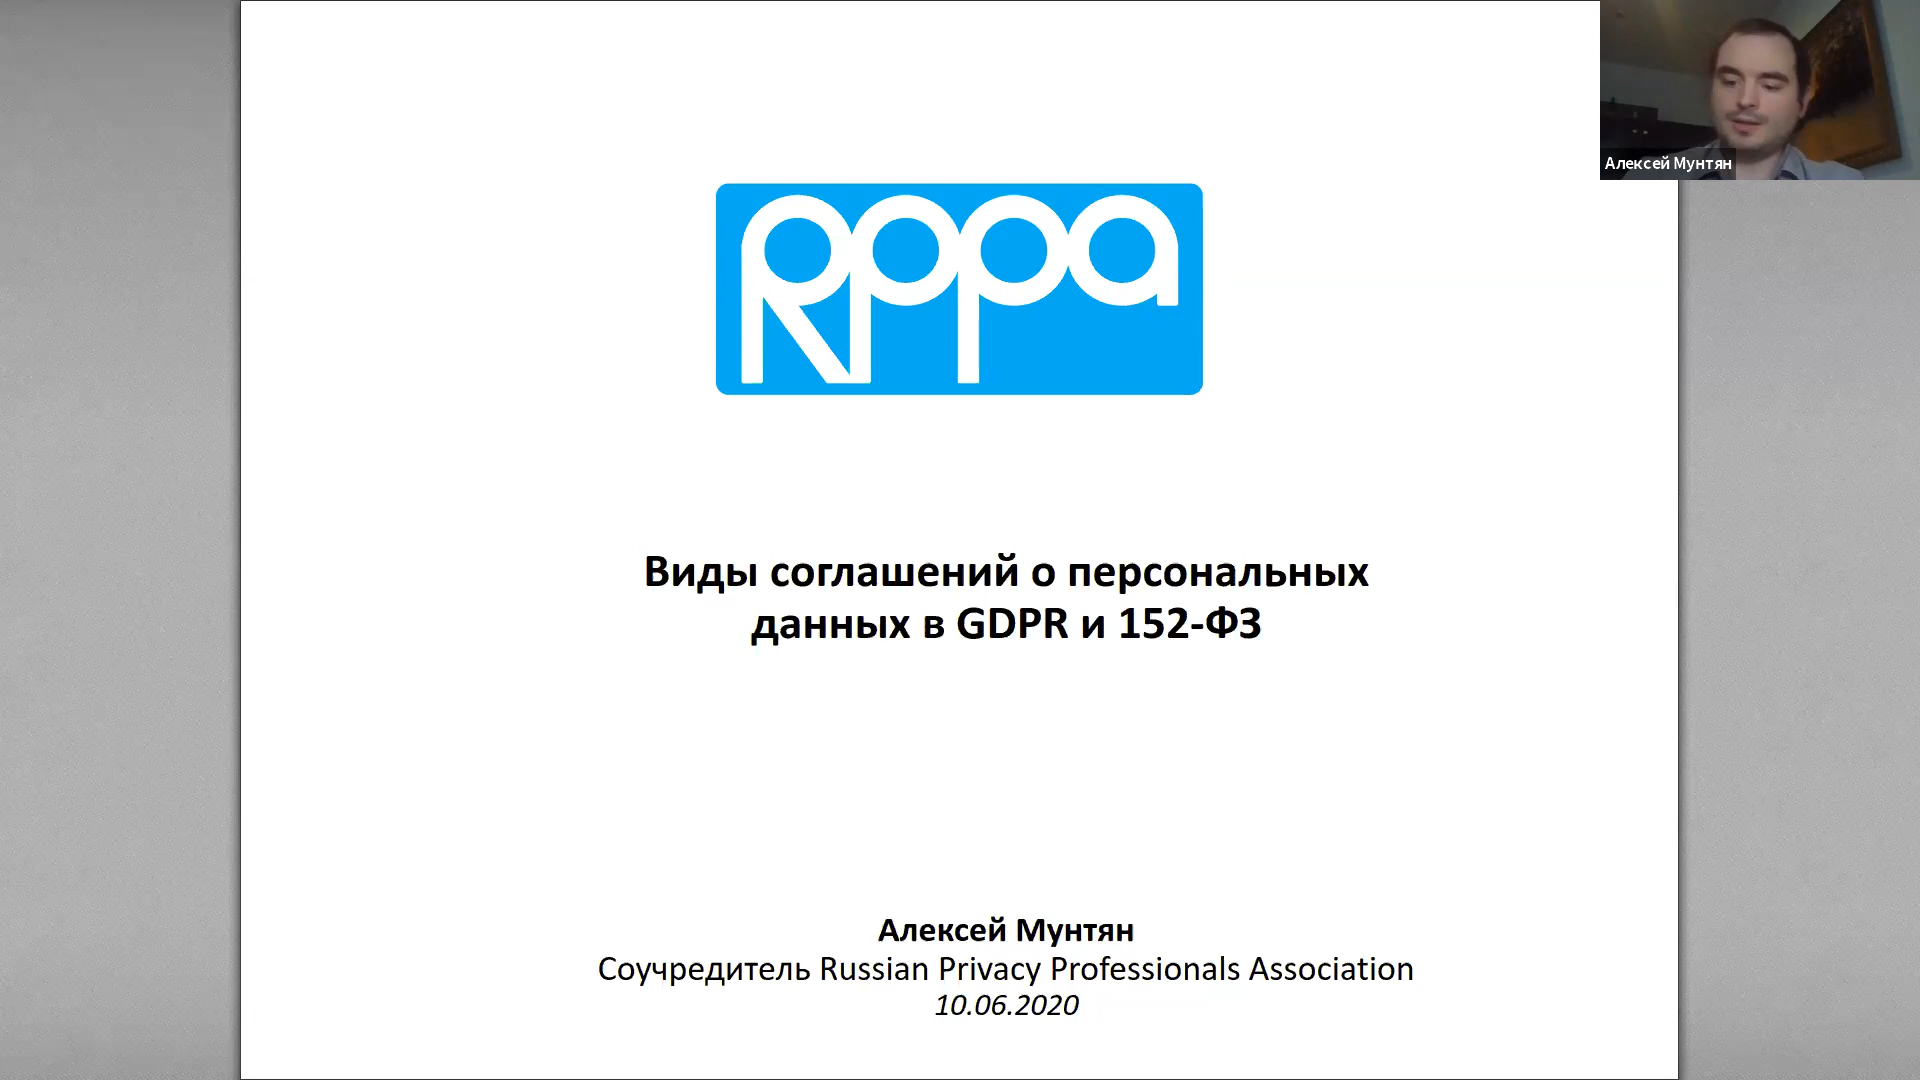 Алексей Мунтян
Rppa
Виды соглашений о персональных
данных в GDPR и 152-ФЗ
Алексей Мунтян
Соучредитель Russian Privacy Professionals Association
10.06.2020